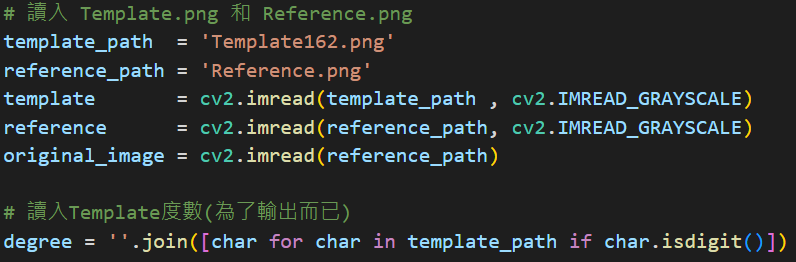 # 讀入 Template.png 和 Reference.png
template_path  = 'Template162.png'
reference_path = 'Reference.png'
template       = cv2.imread(template_path , cv2.IMREAD_GRAYSCALE)
reference      = cv2.imread(reference_path, cv2.IMREAD_GRAYSCALE)
original_image = cv2.imread(reference_path)
# 讀入Template度數(為了輸出而已)
degree = ''.join([char for char in template_path if char.isdigit()])